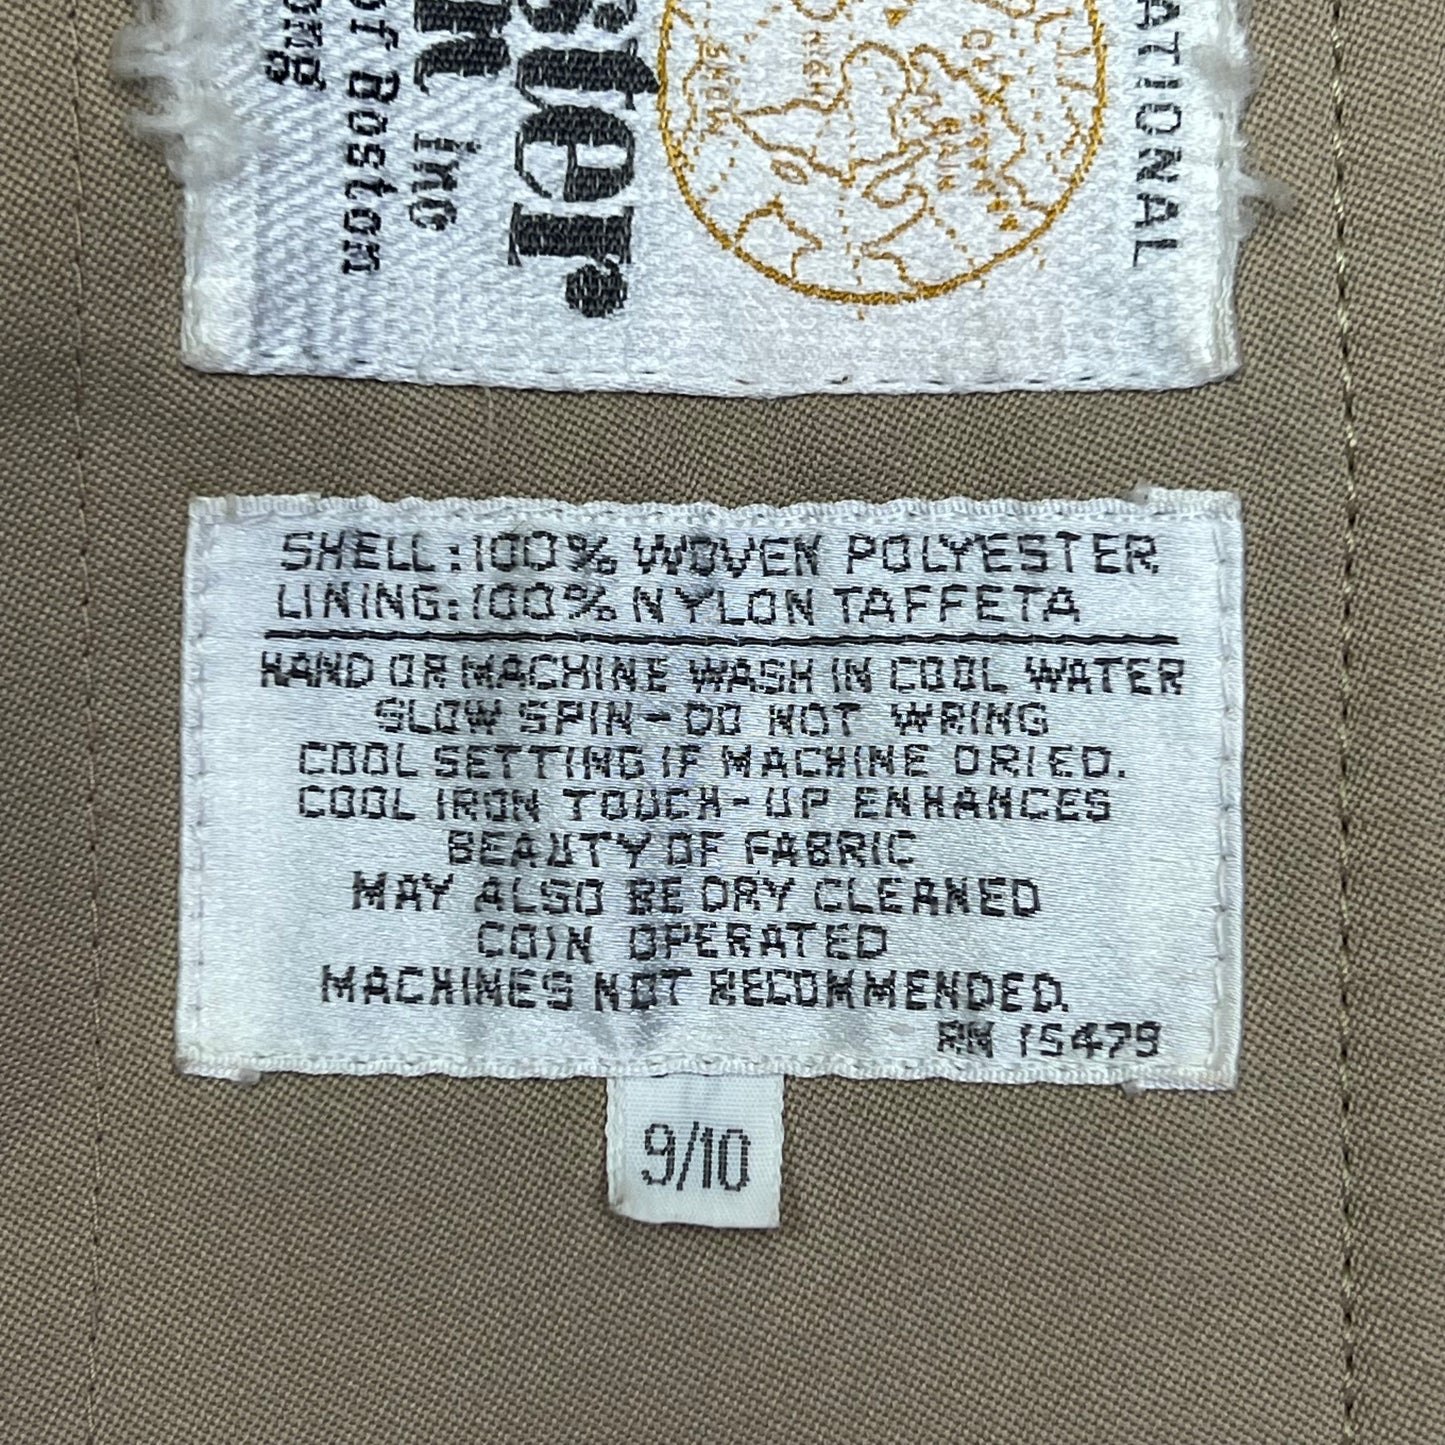 ATIONAL
ster
Inc
of Boston
ong
SHELL:100% WOVEN POLYESTER
LINING:100% NYLON TAFFETA
HAND OR MACHINE WASH IN COOL WATER
SLOW SPIN-DO NOT WRING
COOL SETTING IF MACHINE DRIED.
COOL IRON TOUCH-UP ENHANCES
BEAUTY OF FABRIC
MAY ALSO BE DRY CLEANED
COIN OPERATED
MACHINES NOT RECOMMENDED.
RN 15479
9/10